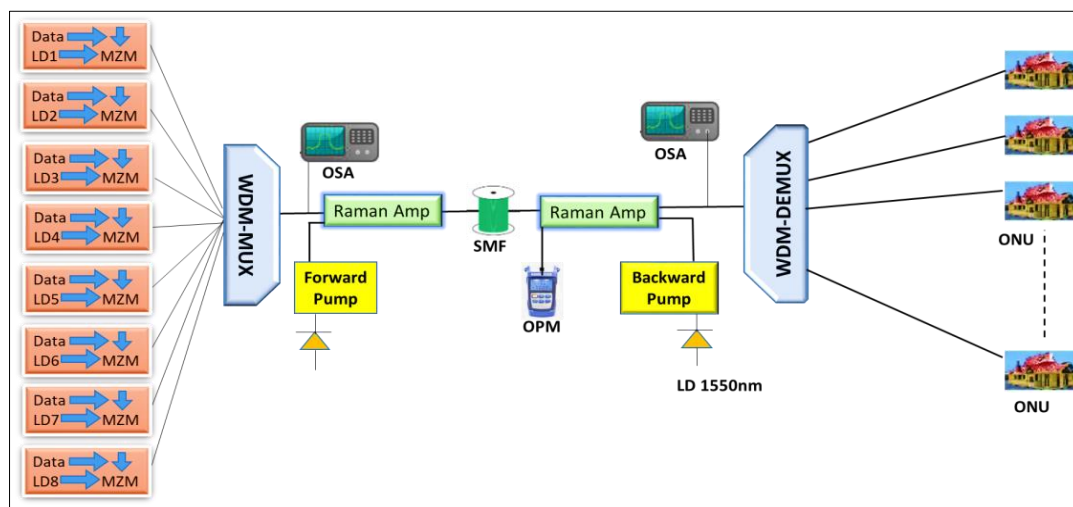 Data
LD1 MZM
Data
LD2 MZM
Data
LD3 MZM
Data
LD4 MZM
Data
LD5 MZM
Data
LD6 MZM
Data
LD7 MZM
Data
LD8 MZM
WDM-MUX
OSA
Raman Amp
Forward
Pump
SMF
Raman Amp
OPM
Backward
Pump
LD 1550nm
OSA
WDM-DEMUX
ONU
ONU